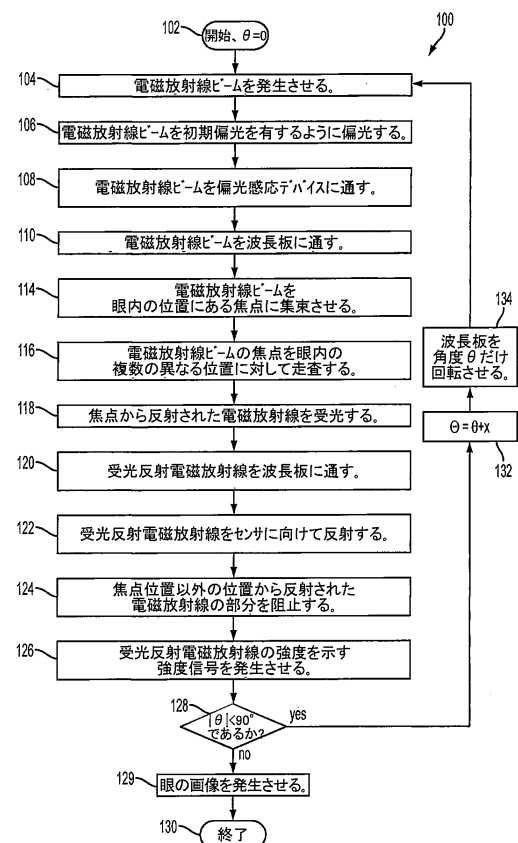 100
102
開始、θ=0
104
電磁放射線ビームを発生させる。
106
電磁放射線ビームを初期偏光を有するように偏光する。
108
電磁放射線ビームを偏光感応デバイスに通す。
110
電磁放射線ビームを波長板に通す。
114
電磁放射線ビームを
眼内の位置にある焦点に集束させる。
116
電磁放射線ビームの焦点を眼内の
複数の異なる位置に対して走査する。
118
焦点から反射された電磁放射線を受光する。
120
受光反射電磁放射線を波長板に通す。
122
受光反射電磁放射線をセンサに向けて反射する。
124
焦点位置以外の位置から反射された
電磁放射線の部分を阻止する。
126
受光反射電磁放射線の強度を示す
強度信号を発生させる。
128
|θ|<90°
であるか?
yes
no
129
眼の画像を発生させる。
130
終了
134
波長板を
角度θだけ
回転させる。
Θ=θ+x
132